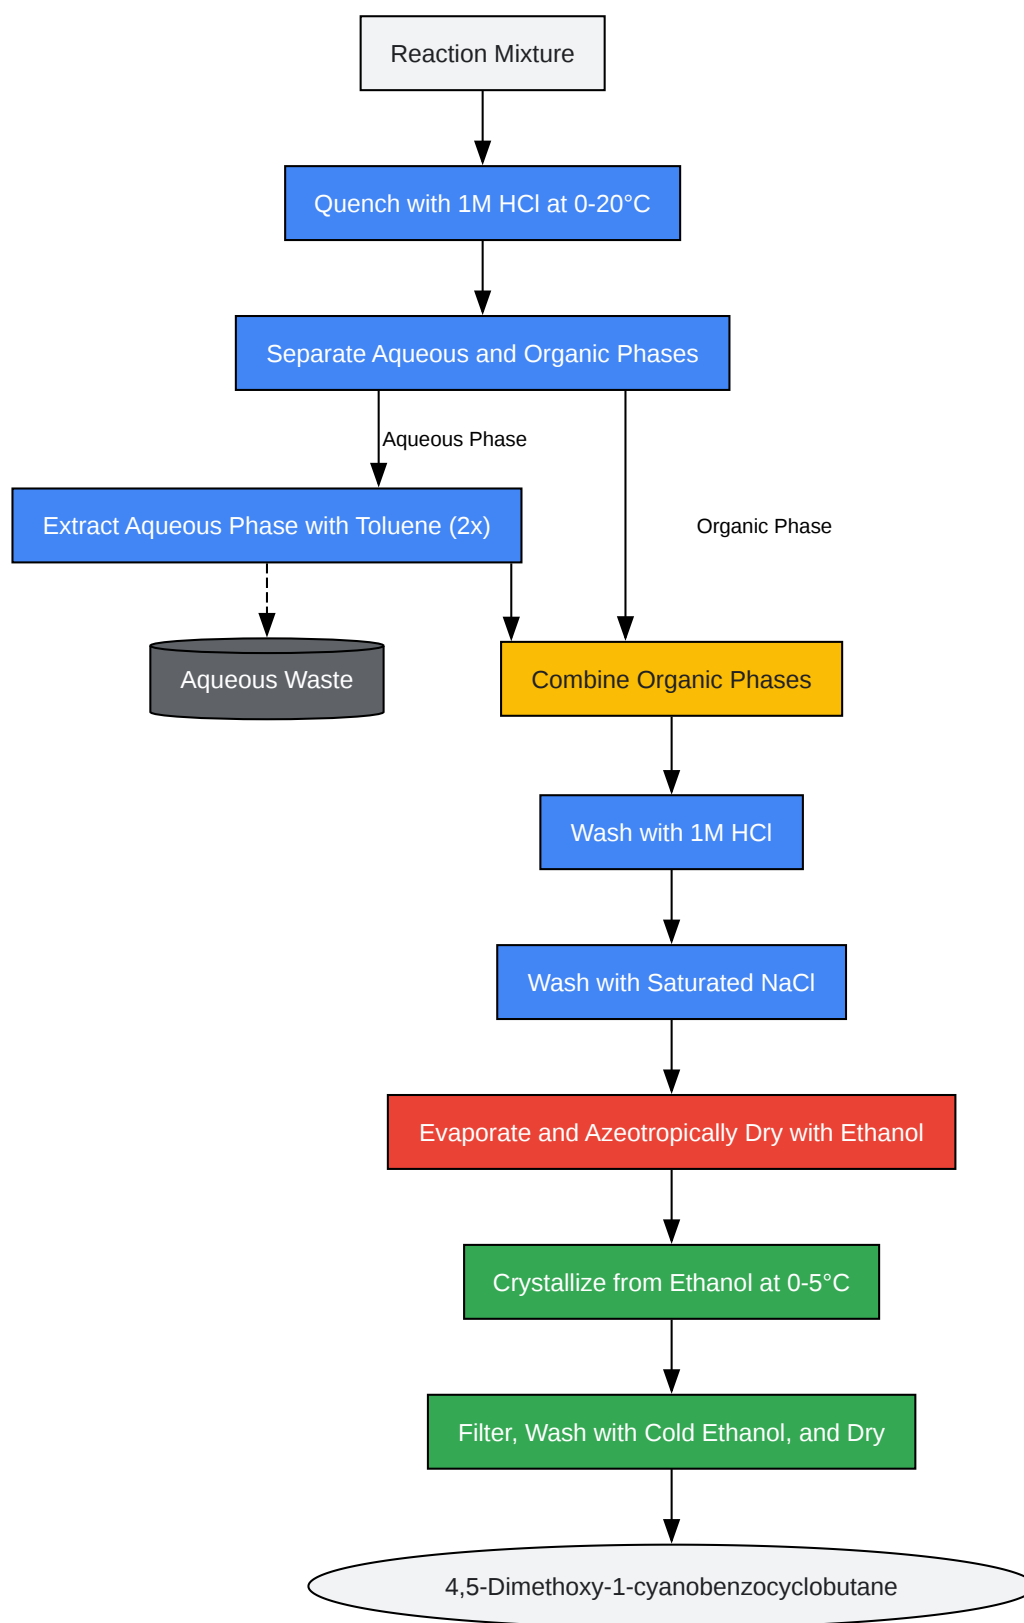 Reaction Mixture
Quench with 1M HCl at 0-20°C
Separate Aqueous and Organic Phases
Aqueous Phase
Extract Aqueous Phase with Toluene (2x)
Organic Phase
Aqueous Waste
Combine Organic Phases
Wash with 1M HCl
Wash with Saturated NaCl
Evaporate and Azeotropically Dry with Ethanol
Crystallize from Ethanol at 0-5°C
Filter, Wash with Cold Ethanol, and Dry
4,5-Dimethoxy-1-cyanobenzocyclobutane